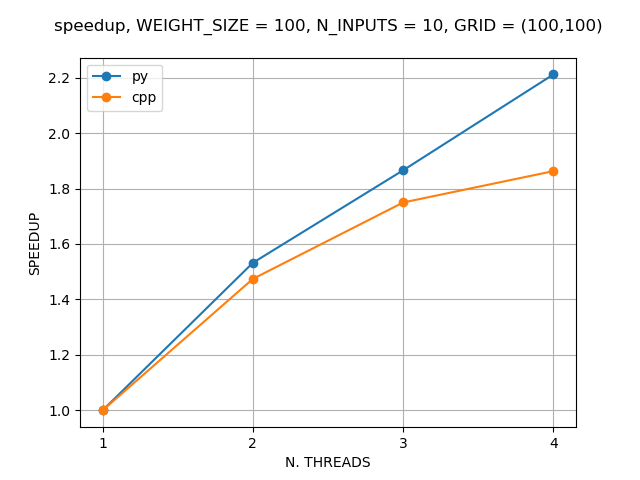 speedup, WEIGHT_SIZE = 100, N_INPUTS = 10, GRID = (100,100)
py
cpp
2.2
2.0
1.8
1.6
1.4
1.2
1.0
SPEEDUP
1 2 3 4
N. THREADS